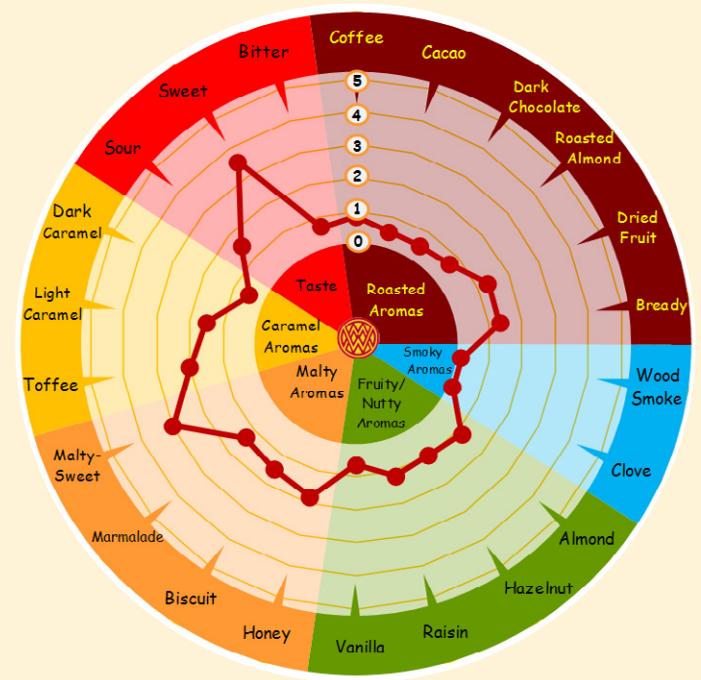 Coffee
Cacao
Dark
Chocolate
Roasted
Almond
Dried
Fruit
Bready
Wood
Smoke
Clove
Almond
Hazelnut
Raisin
Vanilla
Honey
Biscuit
Marmalade
Malty-
Sweet
Toffee
Light
Caramel
Dark
Caramel
Sour
Sweet
Bitter
5
4
3
2
1
0
Taste
Roasted
Aromas
Caramel
Aromas
Smoky
Aromas
Malty
Aromas
Fruity/
Nutty
Aromas